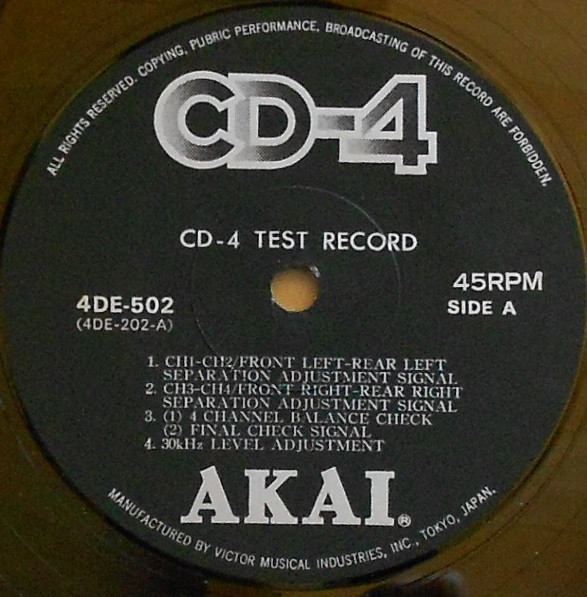 ALL RIGHTS RESERVED. COPYING, PUBRIC PERFORMANCE, BROADCASTING OF THIS RECORD ARE FORBIDDEN.
CD-4
CD-4 TEST RECORD
45RPM
4DE-502
SIDE A
(4DE-202-A)
1. CH1-CH2/FRONT LEFT-REAR LEFT
SEPARATION ADJUSTMENT SIGNAL
2. CH3-CH4/FRONT RIGHT-REAR RIGHT
SEPARATION ADJUSTMENT SIGNAL
3. (1) 4 CHANNEL BALANCE CHECK
(2) FINAL CHECK SIGNAL
4. 30kHz LEVEL ADJUSTMENT
AKAI®
MANUFACTURED BY VICTOR MUSICAL INDUSTRIES, INC., TOKYO, JAPAN.